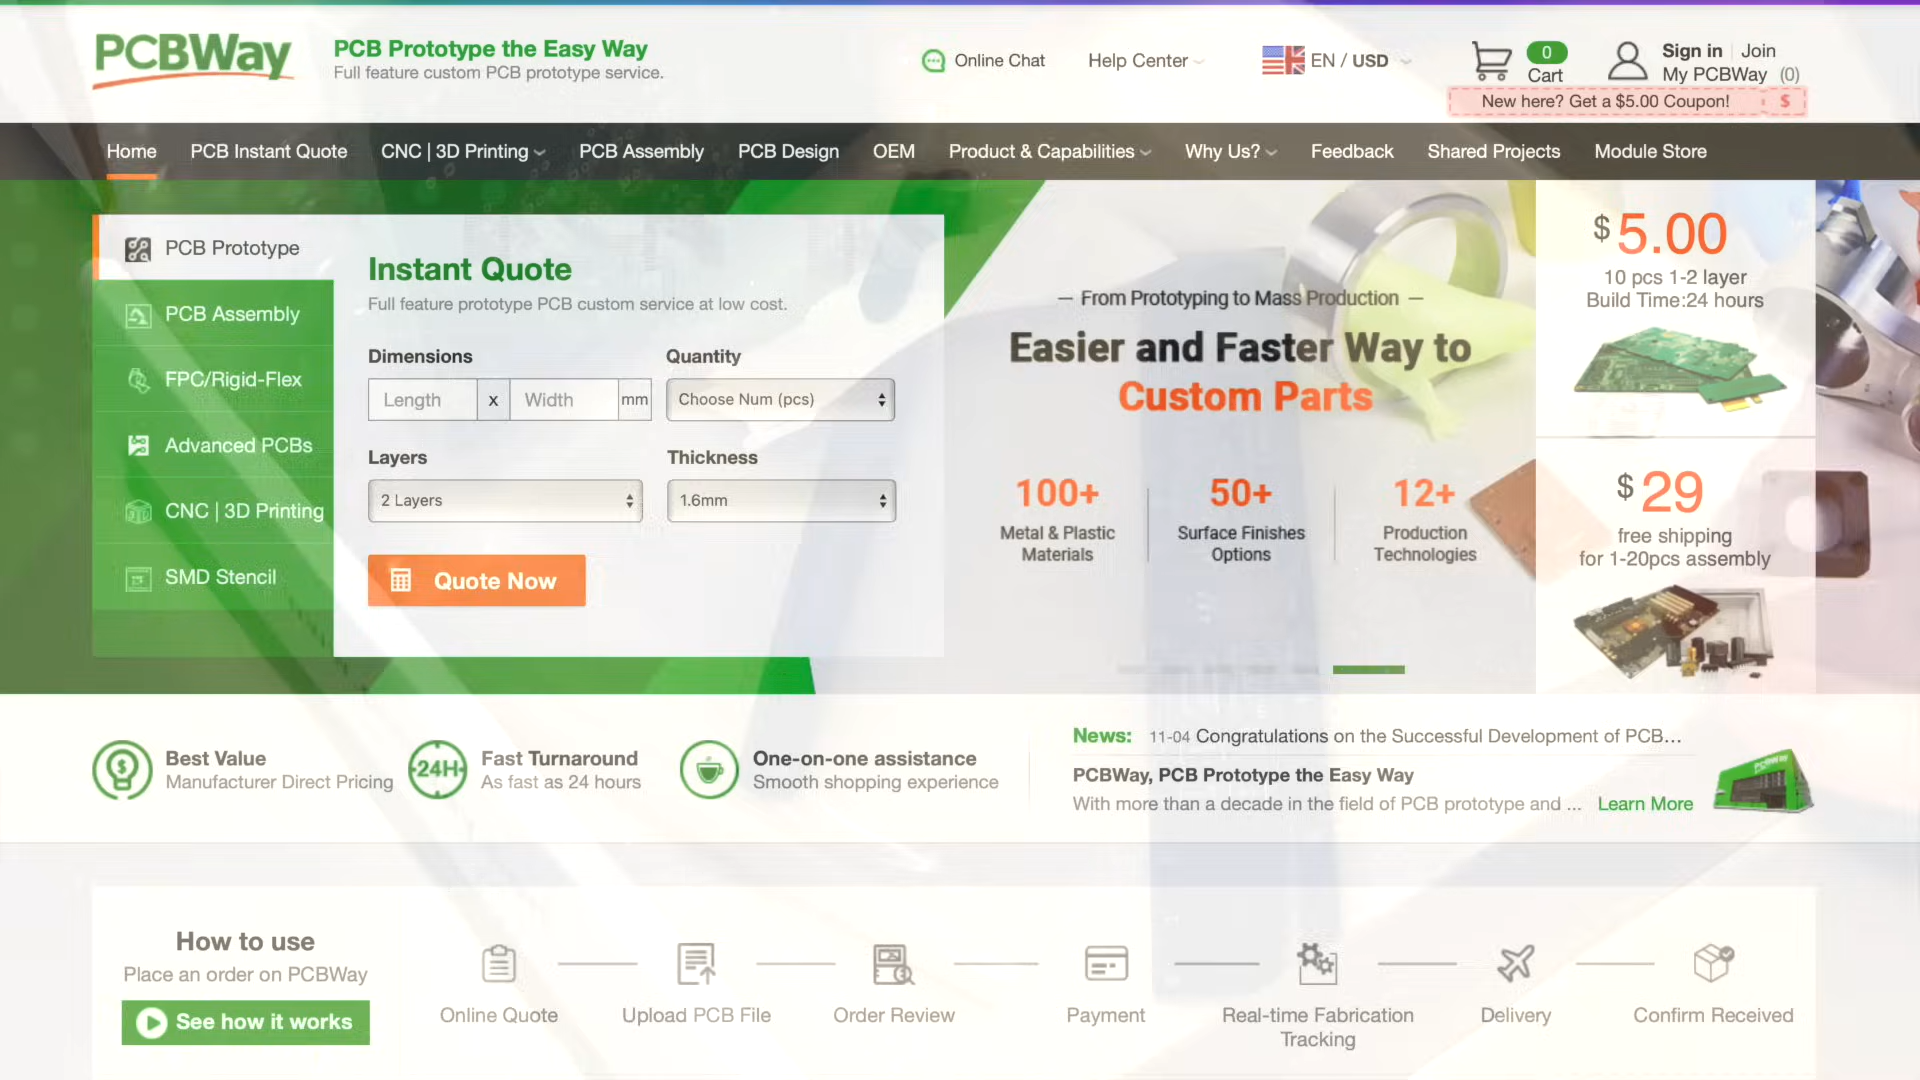 PCBWay
PCB Prototype the Easy Way
Full feature custom PCB prototype service.
Online Chat
Help Center
EN / USD
0
Cart
Sign in | Join
My PCBWay (0)
New here? Get a $5.00 Coupon!
$
Home
PCB Instant Quote
CNC | 3D Printing
PCB Assembly
PCB Design
OEM
Product & Capabilities
Why Us?
Feedback
Shared Projects
Module Store
PCB Prototype
PCB Assembly
FPC/Rigid-Flex
Advanced PCBs
CNC | 3D Printing
SMD Stencil
Instant Quote
Full feature prototype PCB custom service at low cost.
Dimensions
Length x Width mm
Quantity
Choose Num (pcs)
Layers
2 Layers
Thickness
1.6mm
Quote Now
— From Prototyping to Mass Production —
Easier and Faster Way to
Custom Parts
100+
Metal & Plastic
Materials
50+
Surface Finishes
Options
12+
Production
Technologies
$5.00
10 pcs 1-2 layer
Build Time:24 hours
$29
free shipping
for 1-20pcs assembly
$
Best Value
Manufacturer Direct Pricing
24H
Fast Turnaround
As fast as 24 hours
One-on-one assistance
Smooth shopping experience
News: 11-04 Congratulations on the Successful Development of PCB...
PCBWay, PCB Prototype the Easy Way
With more than a decade in the field of PCB prototype and ... Learn More
PCBWay
How to use
Place an order on PCBWay
See how it works
Online Quote
Upload PCB File
Order Review
Payment
Real-time Fabrication
Tracking
Delivery
Confirm Received